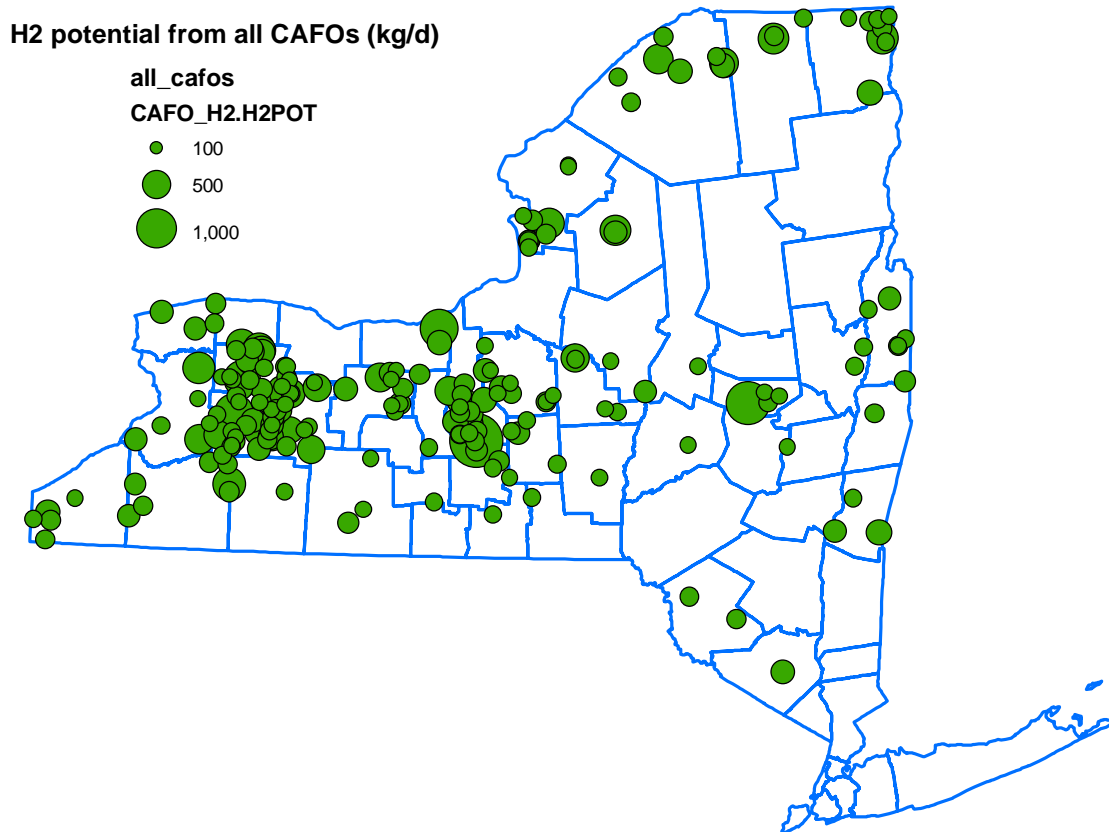 H2 potential from all CAFOs (kg/d)
all_cafos
CAFO_H2.H2POT
100
500
1,000